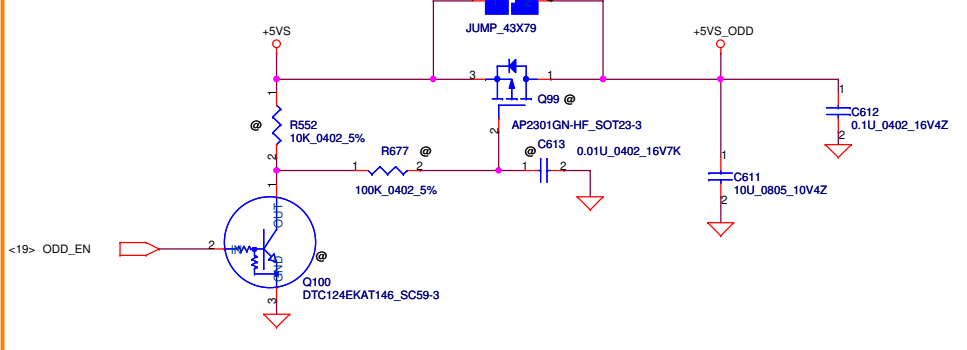 JUMP_43X79
+5VS
+5VS_ODD
3
1
Q99 @
AP2301GN-HF_SOT23-3
2
1
@
R552
10K_0402_5%
2
R677
@
1
2
100K_0402_5%
@
C613
0.01U_0402_16V7K
1
2
1
C612
0.1U_0402_16V4Z
2
1
C611
10U_0805_10V4Z
2
1
OUT
<19> ODD_EN
2
IN
GND
@
Q100
DTC124EKAT146_SC59-3
3